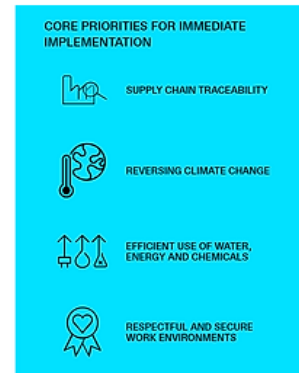 CORE PRIORITIES FOR IMMEDIATE
IMPLEMENTATION
SUPPLY CHAIN TRACEABILITY
REVERSING CLIMATE CHANGE
EFFICIENT USE OF WATER,
ENERGY AND CHEMICALS
RESPECTFUL AND SECURE
WORK ENVIRONMENTS